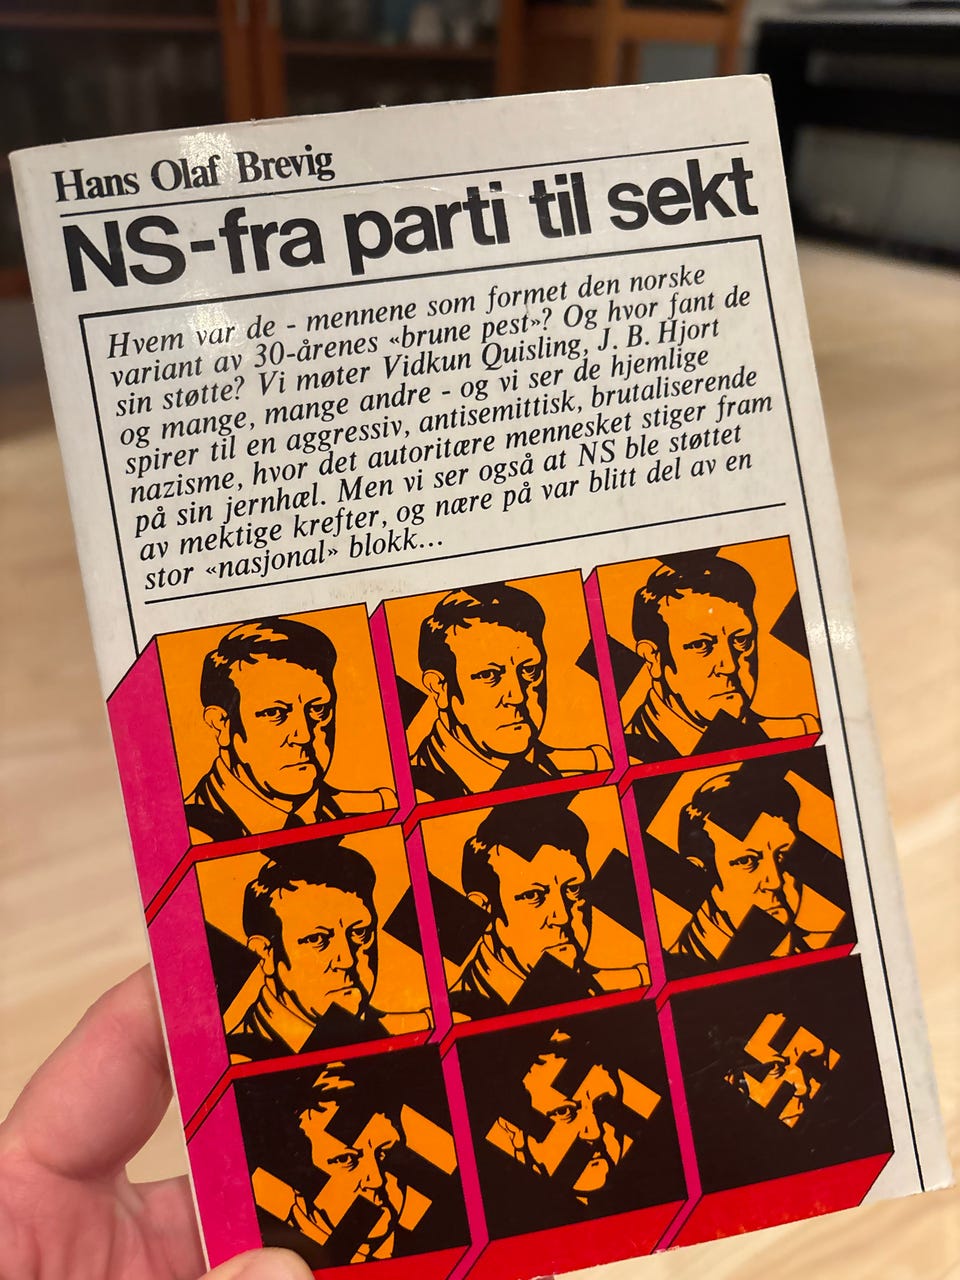 Hans Olaf Brevig
NS-fra parti til sekt
Hvem var de - mennene som formet den norske
variant av 30-årenes «brune pest»? Og hvor fant de
sin støtte? Vi møter Vidkun Quisling, J. B. Hjort
og mange, mange andre - og vi ser de hjemlige
spirer til en aggressiv, antisemittisk, brutaliserende
nazisme, hvor det autoritære mennesket stiger fram
på sin jernhæl. Men vi ser også at NS ble støttet
av mektige krefter, og nære på var blitt del av en
stor «nasjonal» blokk...